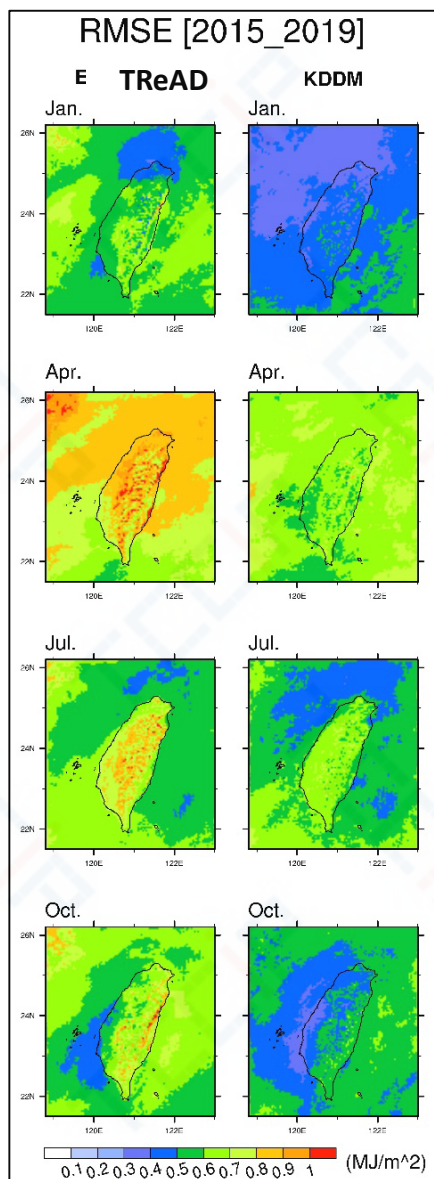 RMSE [2015_2019]
E TReAD KDDM
Jan. Jan.
26N
24N
22N
120E 122E 120E 122E
Apr. Apr.
26N
24N
22N
120E 122E 120E 122E
Jul. Jul.
26N
24N
22N
120E 122E 120E 122E
Oct. Oct.
26N
24N
22N
120E 122E 120E 122E
0.1 0.2 0.3 0.4 0.5 0.6 0.7 0.8 0.9 1 (MJ/m^2)